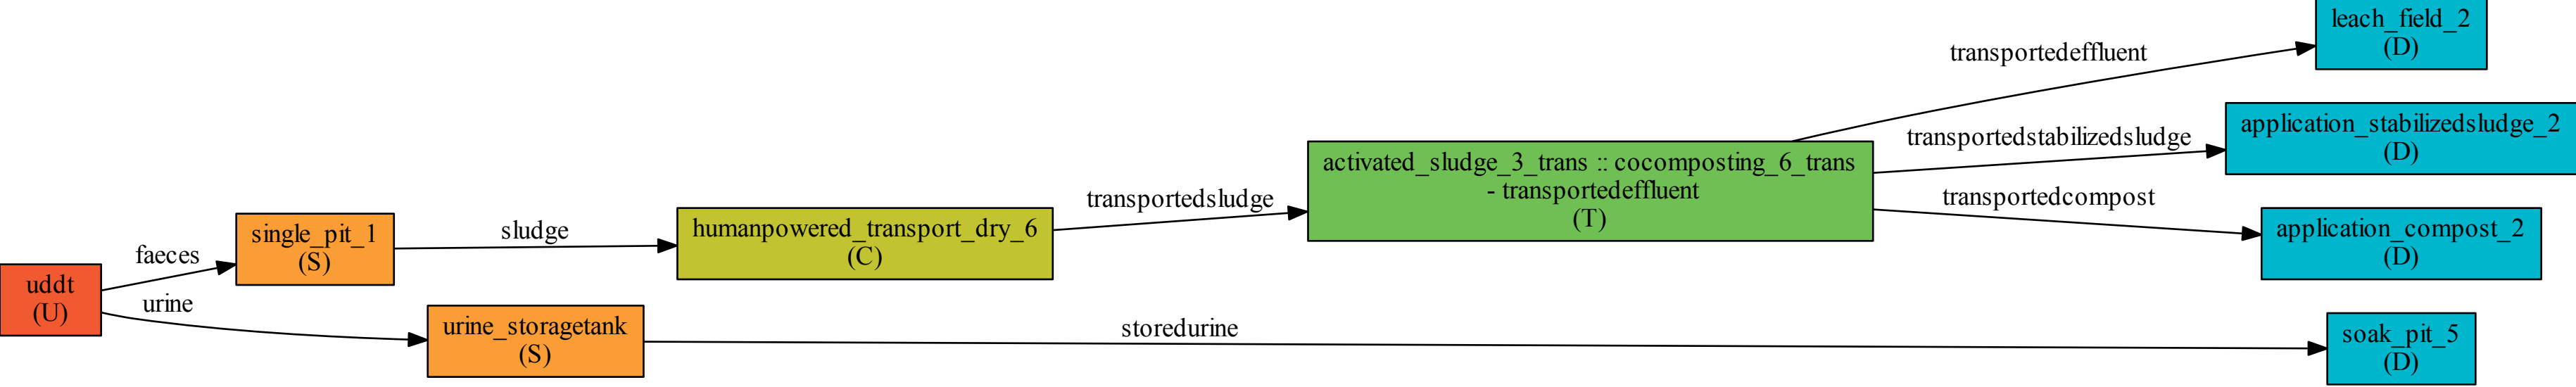 leach_field_2
(D)
transportedeffluent
application_stabilizedsludge_2
(D)
transportedstabilizedsludge
activated_sludge_3_trans :: cocomposting_6_trans
- transportedeffluent
(T)
transportedcompost
application_compost_2
(D)
transportedsludge
humanpowered_transport_dry_6
(C)
sludge
single_pit_1
(S)
faeces
uddt
(U)
urine
urine_storagetank
(S)
storedurine
soak_pit_5
(D)